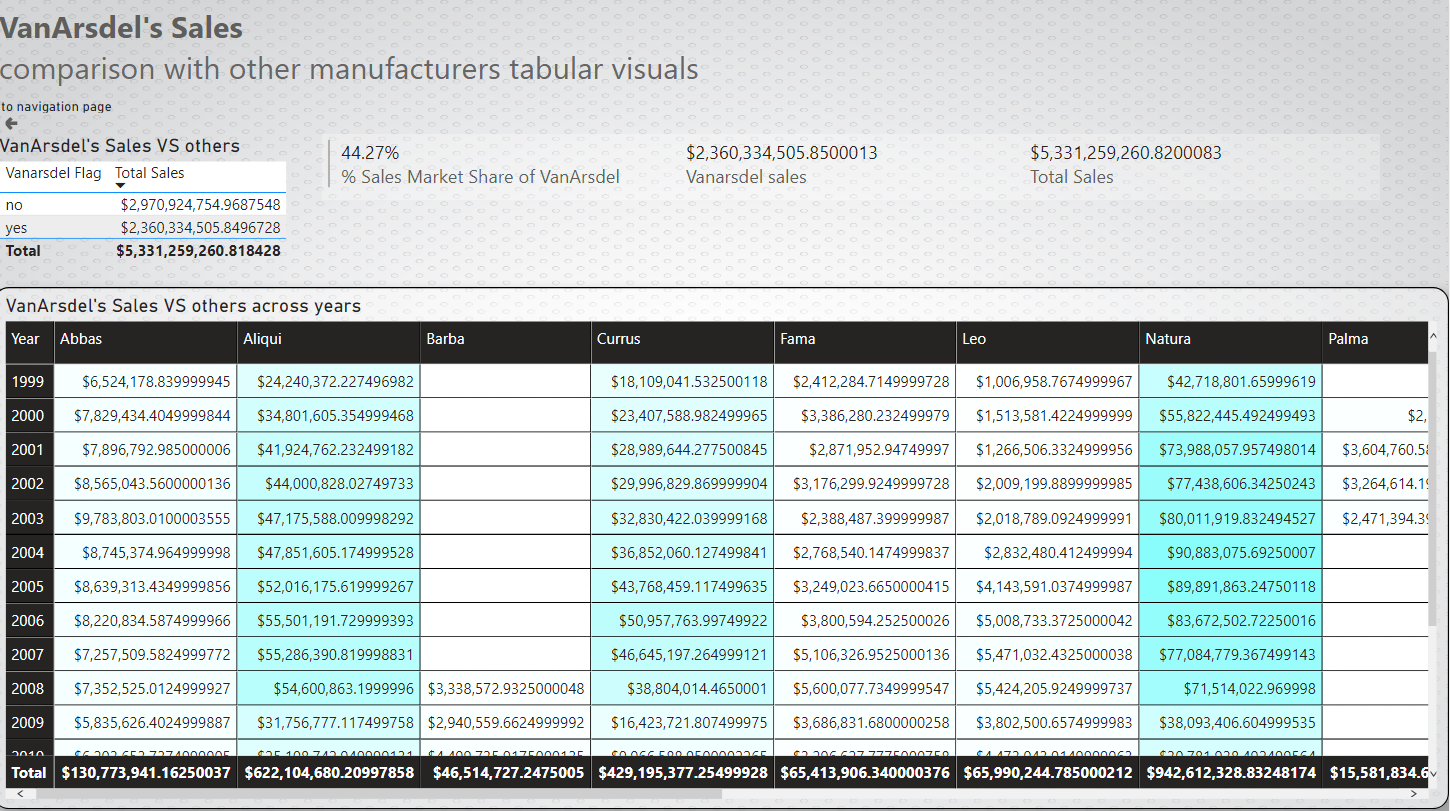 VanArsdel's Sales
comparison with other manufacturers tabular visuals
to navigation page
VanArsdel's Sales VS others
Vanarsdel Flag Total Sales
no $2,970,924,754.9687548
yes $2,360,334,505.8496728
Total $5,331,259,260.818428
44.27% $2,360,334,505.8500013 $5,331,259,260.8200083
% Sales Market Share of VanArsdel Vanarsdel sales Total Sales
VanArsdel's Sales VS others across years
Year Abbas Aliqui Barba Currus Fama Leo Natura Palma
1999 $6,524,178.839999945 $24,240,372.227496982 $18,109,041.532500118 $2,412,284.7149999728 $1,006,958.7674999967 $42,718,801.65999619
2000 $7,829,434.4049999844 $34,801,605.354999468 $23,407,588.982499965 $3,386,280.232499979 $1,513,581.4224999999 $55,822,445.492499493 $2,
2001 $7,896,792.985000006 $41,924,762.232499182 $28,989,644.277500845 $2,871,952.94749997 $1,266,506.3324999956 $73,988,057.957498014 $3,604,760.58
2002 $8,565,043.5600000136 $44,000,828.02749733 $29,996,829.869999904 $3,176,299.9249999728 $2,009,199.8899999985 $77,438,606.34250243 $3,264,614.19
2003 $9,783,803.0100003555 $47,175,588.009998292 $32,830,422.039999168 $2,388,487.399999987 $2,018,789.0924999991 $80,011,919.832494527 $2,471,394.39
2004 $8,745,374.964999998 $47,851,605.174999528 $36,852,060.127499841 $2,768,540.1474999837 $2,832,480.412499994 $90,883,075.69250007
2005 $8,639,313.4349999856 $52,016,175.619999267 $43,768,459.117499635 $3,249,023.6650000415 $4,143,591.0374999987 $89,891,863.24750118
2006 $8,220,834.5874999966 $55,501,191.729999393 $50,957,763.99749922 $3,800,594.252500026 $5,008,733.3725000042 $83,672,502.72250016
2007 $7,257,509.5824999772 $55,286,390.819998831 $46,645,197.264999121 $5,106,326.9525000136 $5,471,032.4325000038 $77,084,779.367499143
2008 $7,352,525.0124999927 $54,600,863.1999996 $3,338,572.9325000048 $38,804,014.4650001 $5,600,077.7349999547 $5,424,205.9249999737 $71,514,022.969998
2009 $5,835,626.4024999887 $31,756,777.117499758 $2,940,559.6624999992 $16,423,721.807499975 $3,686,831.6800000258 $3,802,500.6574999983 $38,093,406.604999535
Total $130,773,941.16250037 $622,104,680.20997858 $46,514,727.2475005 $429,195,377.25499928 $65,413,906.340000376 $65,990,244.785000212 $942,612,328.83248174 $15,581,834.6